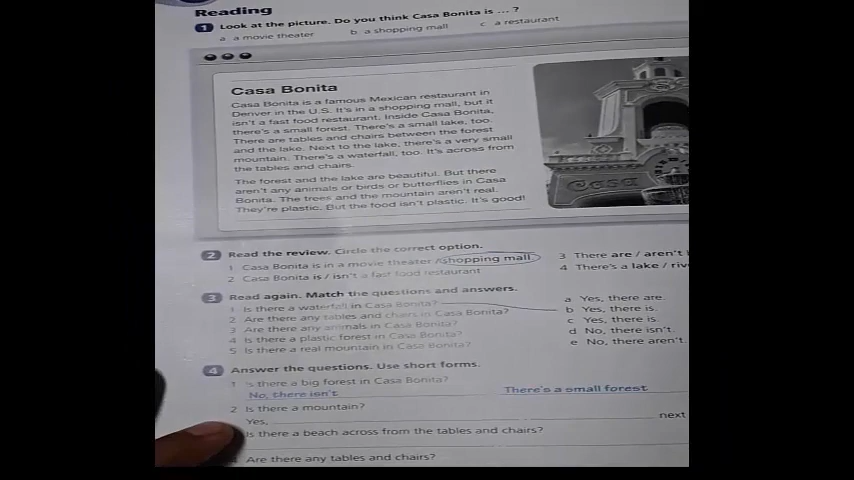 Reading
1 Look at the picture. Do you think Casa Bonita is ... ?
a a movie theater b a shopping mall c a restaurant
Casa Bonita
Casa Bonita is a famous Mexican restaurant in
Denver in the U.S. It's in a shopping mall, but it
isn't a fast food restaurant. Inside Casa Bonita,
there's a small forest. There's a small lake, too.
There are tables and chairs between the forest
and the lake. Next to the lake, there's a very small
mountain. There's a waterfall, too. It's across from
the tables and chairs.
The forest and the lake are beautiful. But there
aren't any animals or birds or butterflies in Casa
Bonita. The trees and the mountain aren't real.
They're plastic. But the food isn't plastic. It's good!
Casa
2 Read the review. Circle the correct option.
1 Casa Bonita is in a movie theater / shopping mall
2 Casa Bonita is / isn't a fast food restaurant
3 There are / aren't
4 There's a lake /
3 Read again. Match the questions and answers.
1 Is there a waterfall in Casa Bonita?
2 Are there any tables and chairs in Casa Bonita?
3 Are there any animals in Casa Bonita?
4 Is there a plastic forest in Casa Bonita?
5 Is there a real mountain in Casa Bonita?
a Yes, there are.
b Yes, there is.
c Yes, there is.
d No, there isn't.
e No, there aren't.
4 Answer the questions. Use short forms.
1 Is there a big forest in Casa Bonita?
No, there isn't There's a small forest
2 Is there a mountain?
Yes, next
Is there a beach across from the tables and chairs?
Are there any tables and chairs?